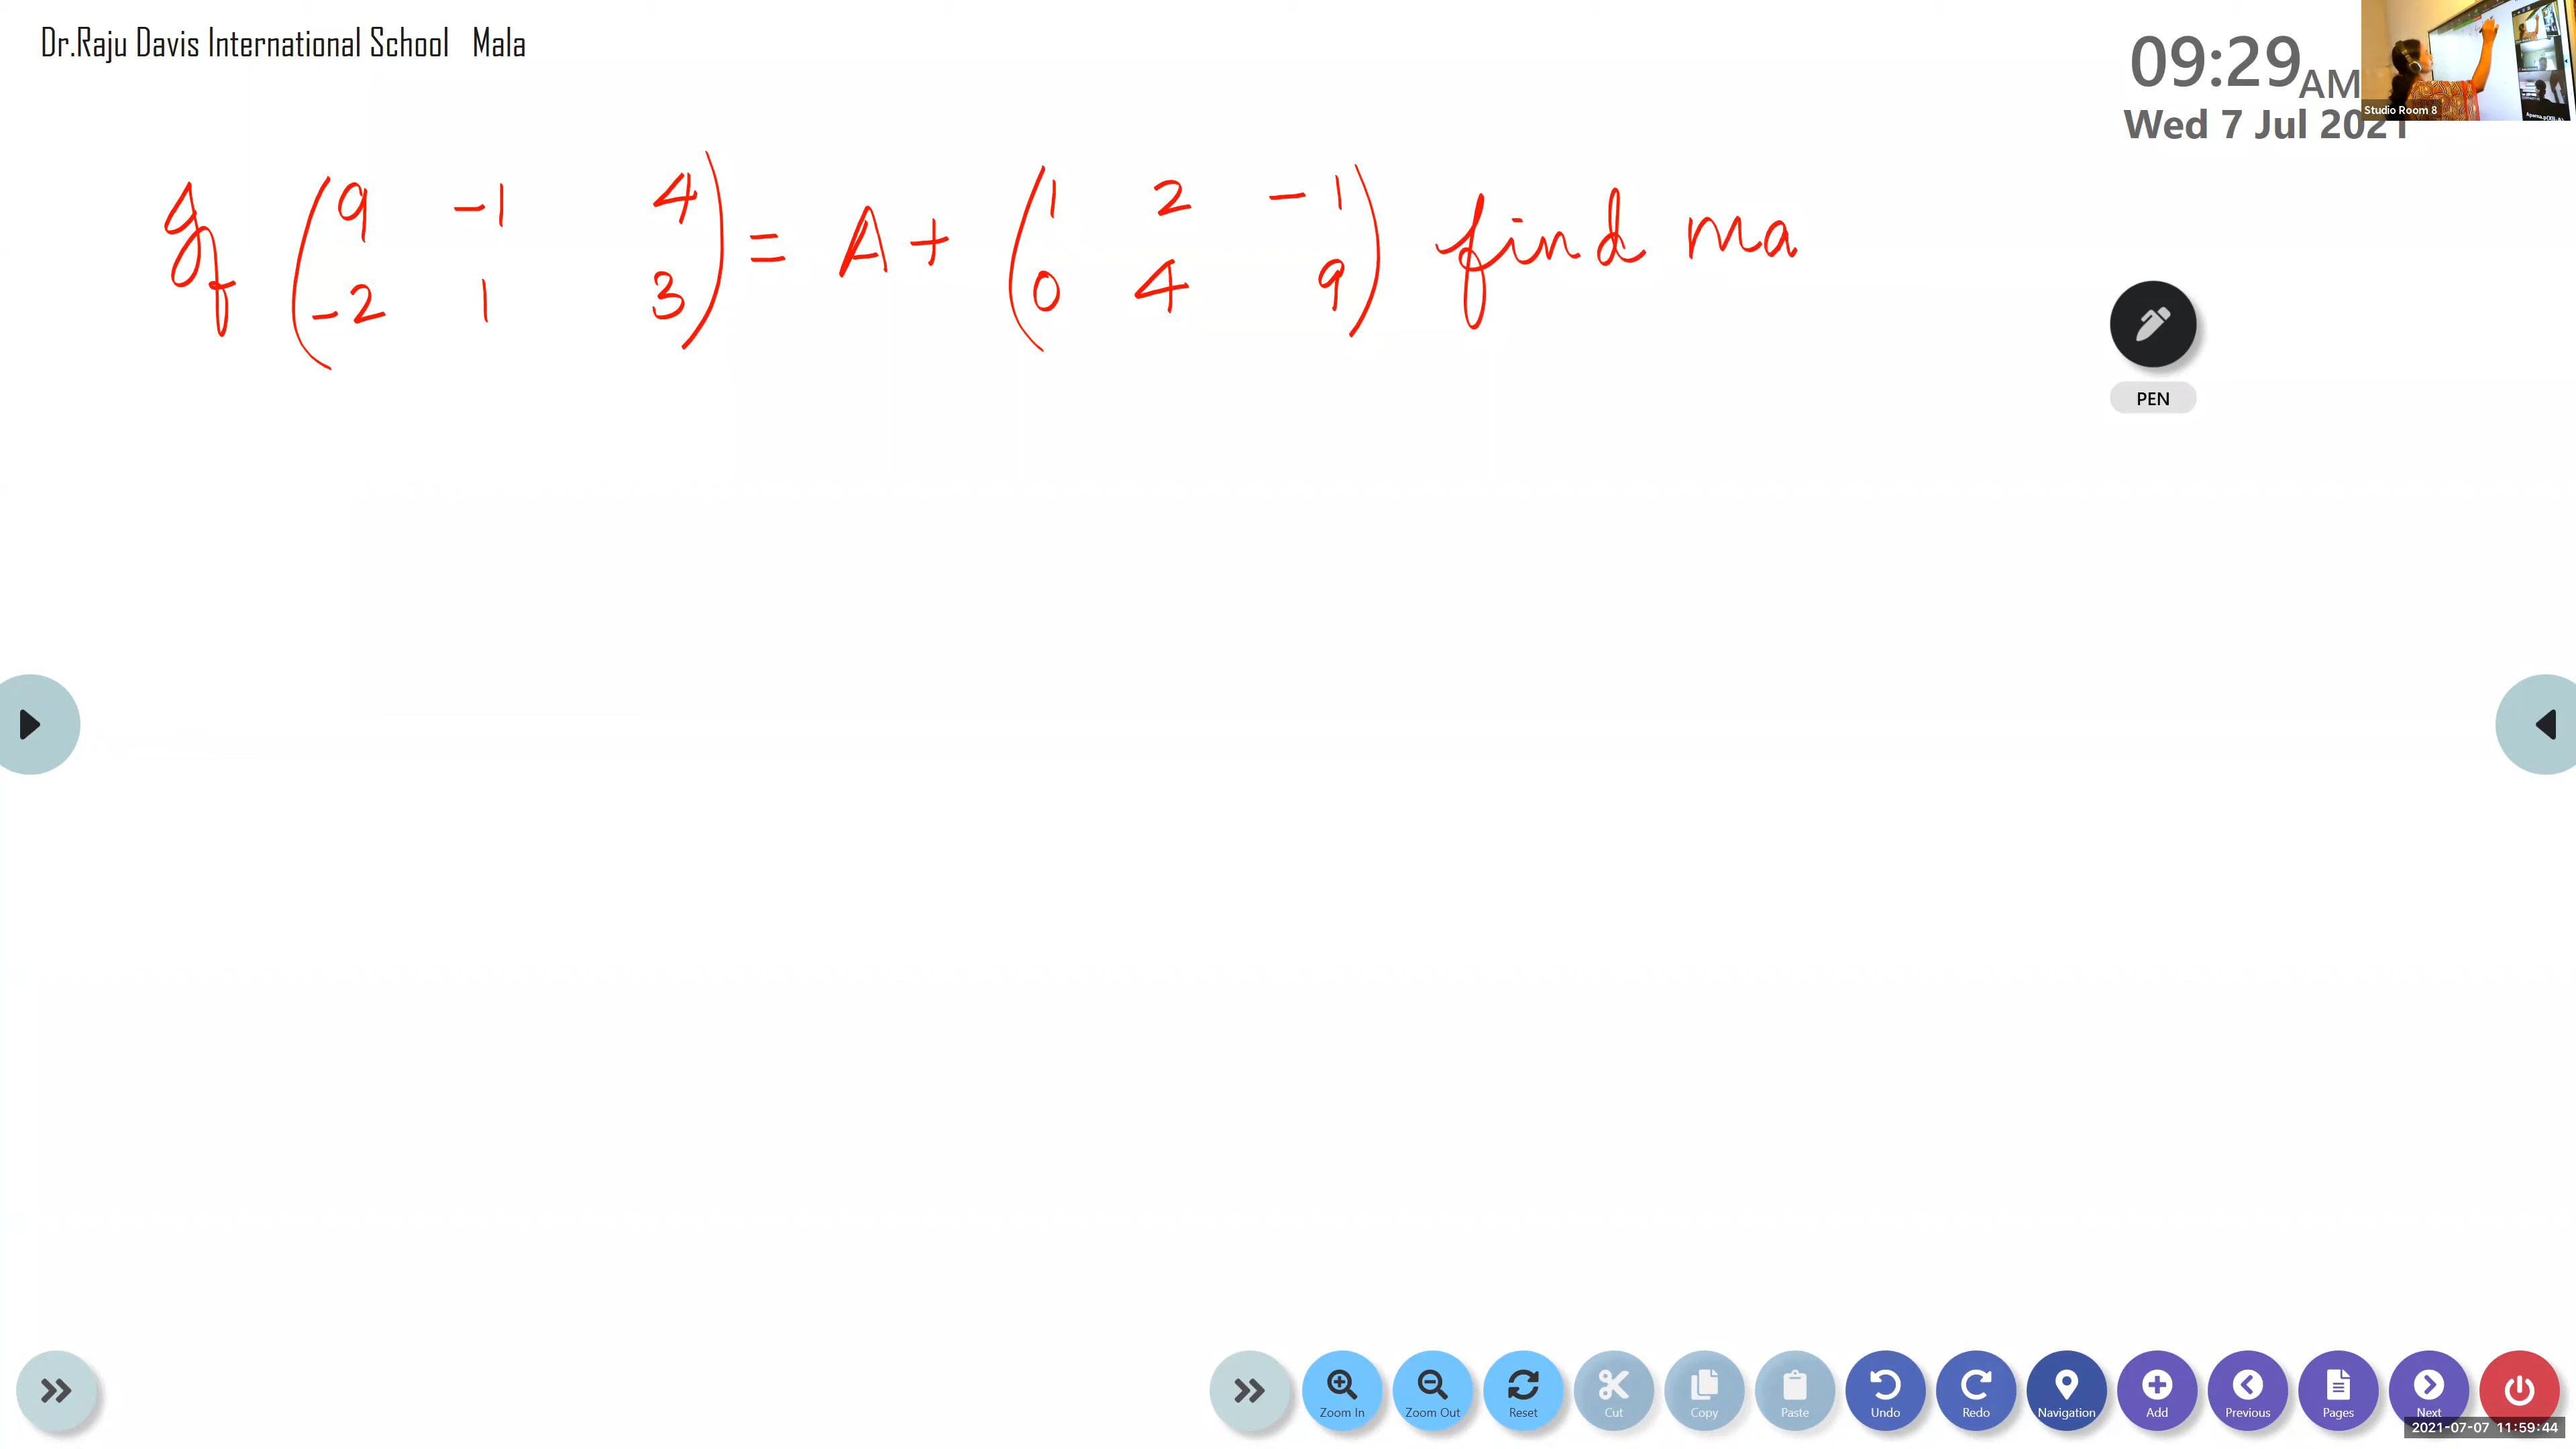 Dr.Raju Davis International School Mala
09:29 AM
Wed 7 Jul 2021
Studio Room 8
If (9 -1 4 = A + (1 2 -1 find ma
-2 1 3) 0 4 9)
PEN
Zoom In Zoom Out Reset Cut Copy Paste Undo Redo Navigation Add Previous Pages Next
2021-07-07 11:59:44